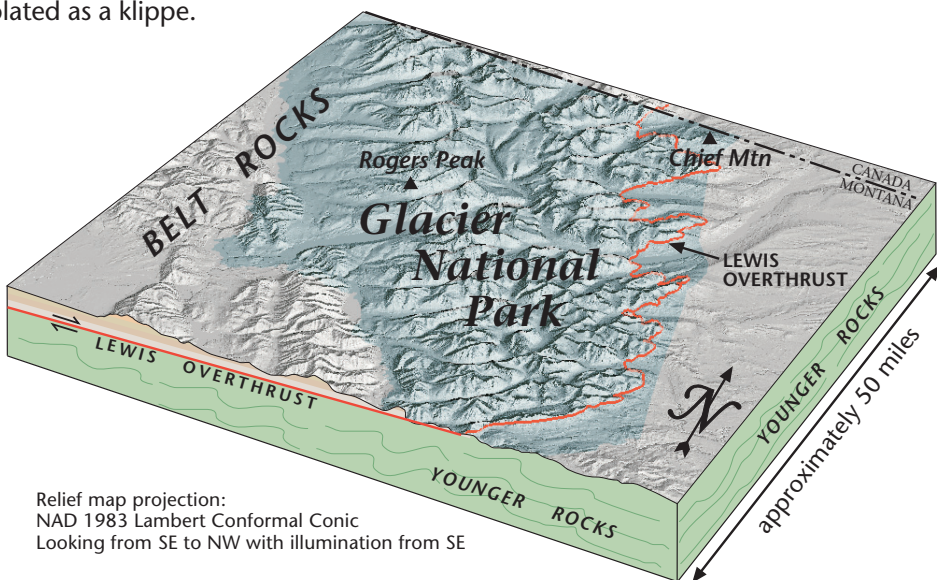 olated as a klippe.
BELT ROCKS
Rogers Peak
Chief Mtn
CANADA
MONTANA
Glacier
National
Park
LEWIS
OVERTHRUST
LEWIS OVERTHRUST
N
YOUNGER ROCKS
YOUNGER ROCKS
approximately 50 miles
Relief map projection:
NAD 1983 Lambert Conformal Conic
Looking from SE to NW with illumination from SE